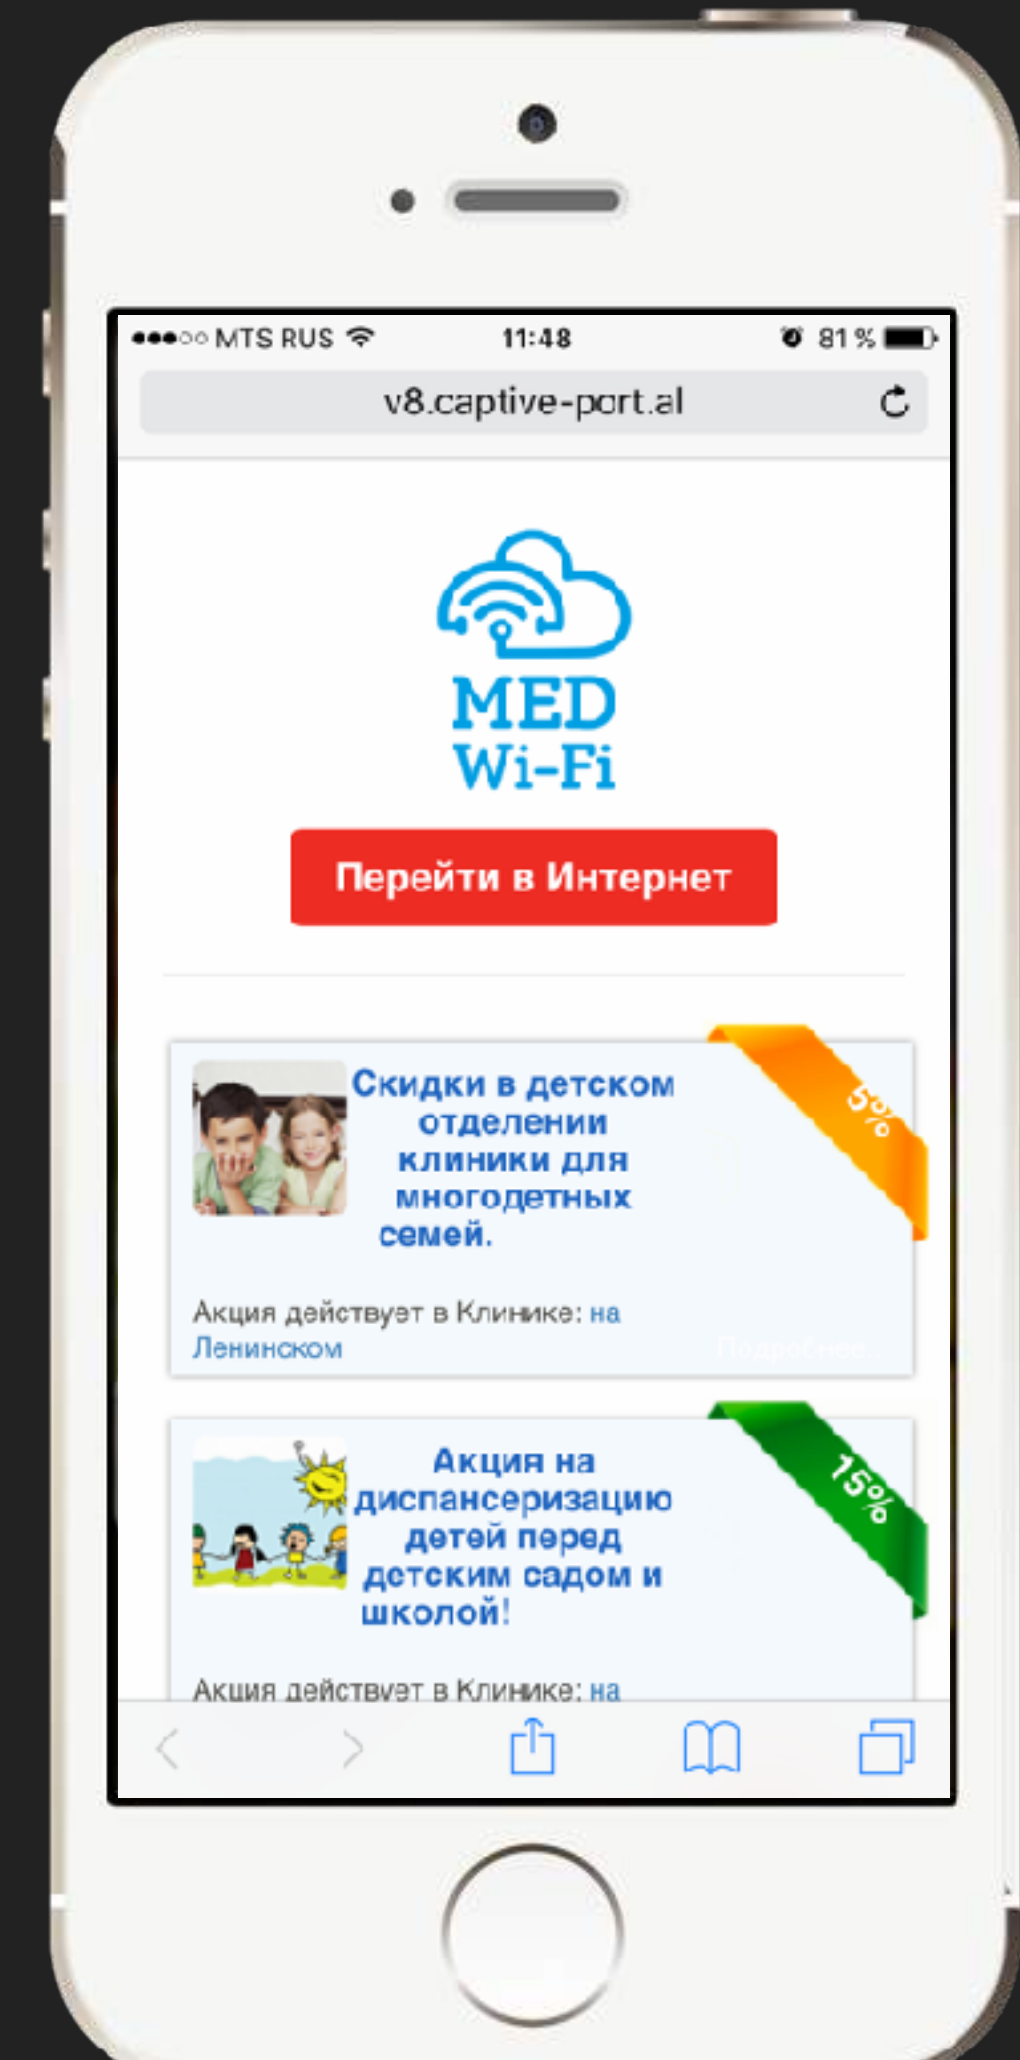 MTS RUS 11:48 81 %
v8.captive-port.al
MED
Wi-Fi
Перейти в Интернет
5%
Скидки в детском
отделении
клиники для
многодетных
семей.
Акция действует в Клинике: на
Ленинском
Подробнее...
15%
Акция на
диспансеризацию
детей перед
детским садом и
школой!
Акция действует в Клинике: на